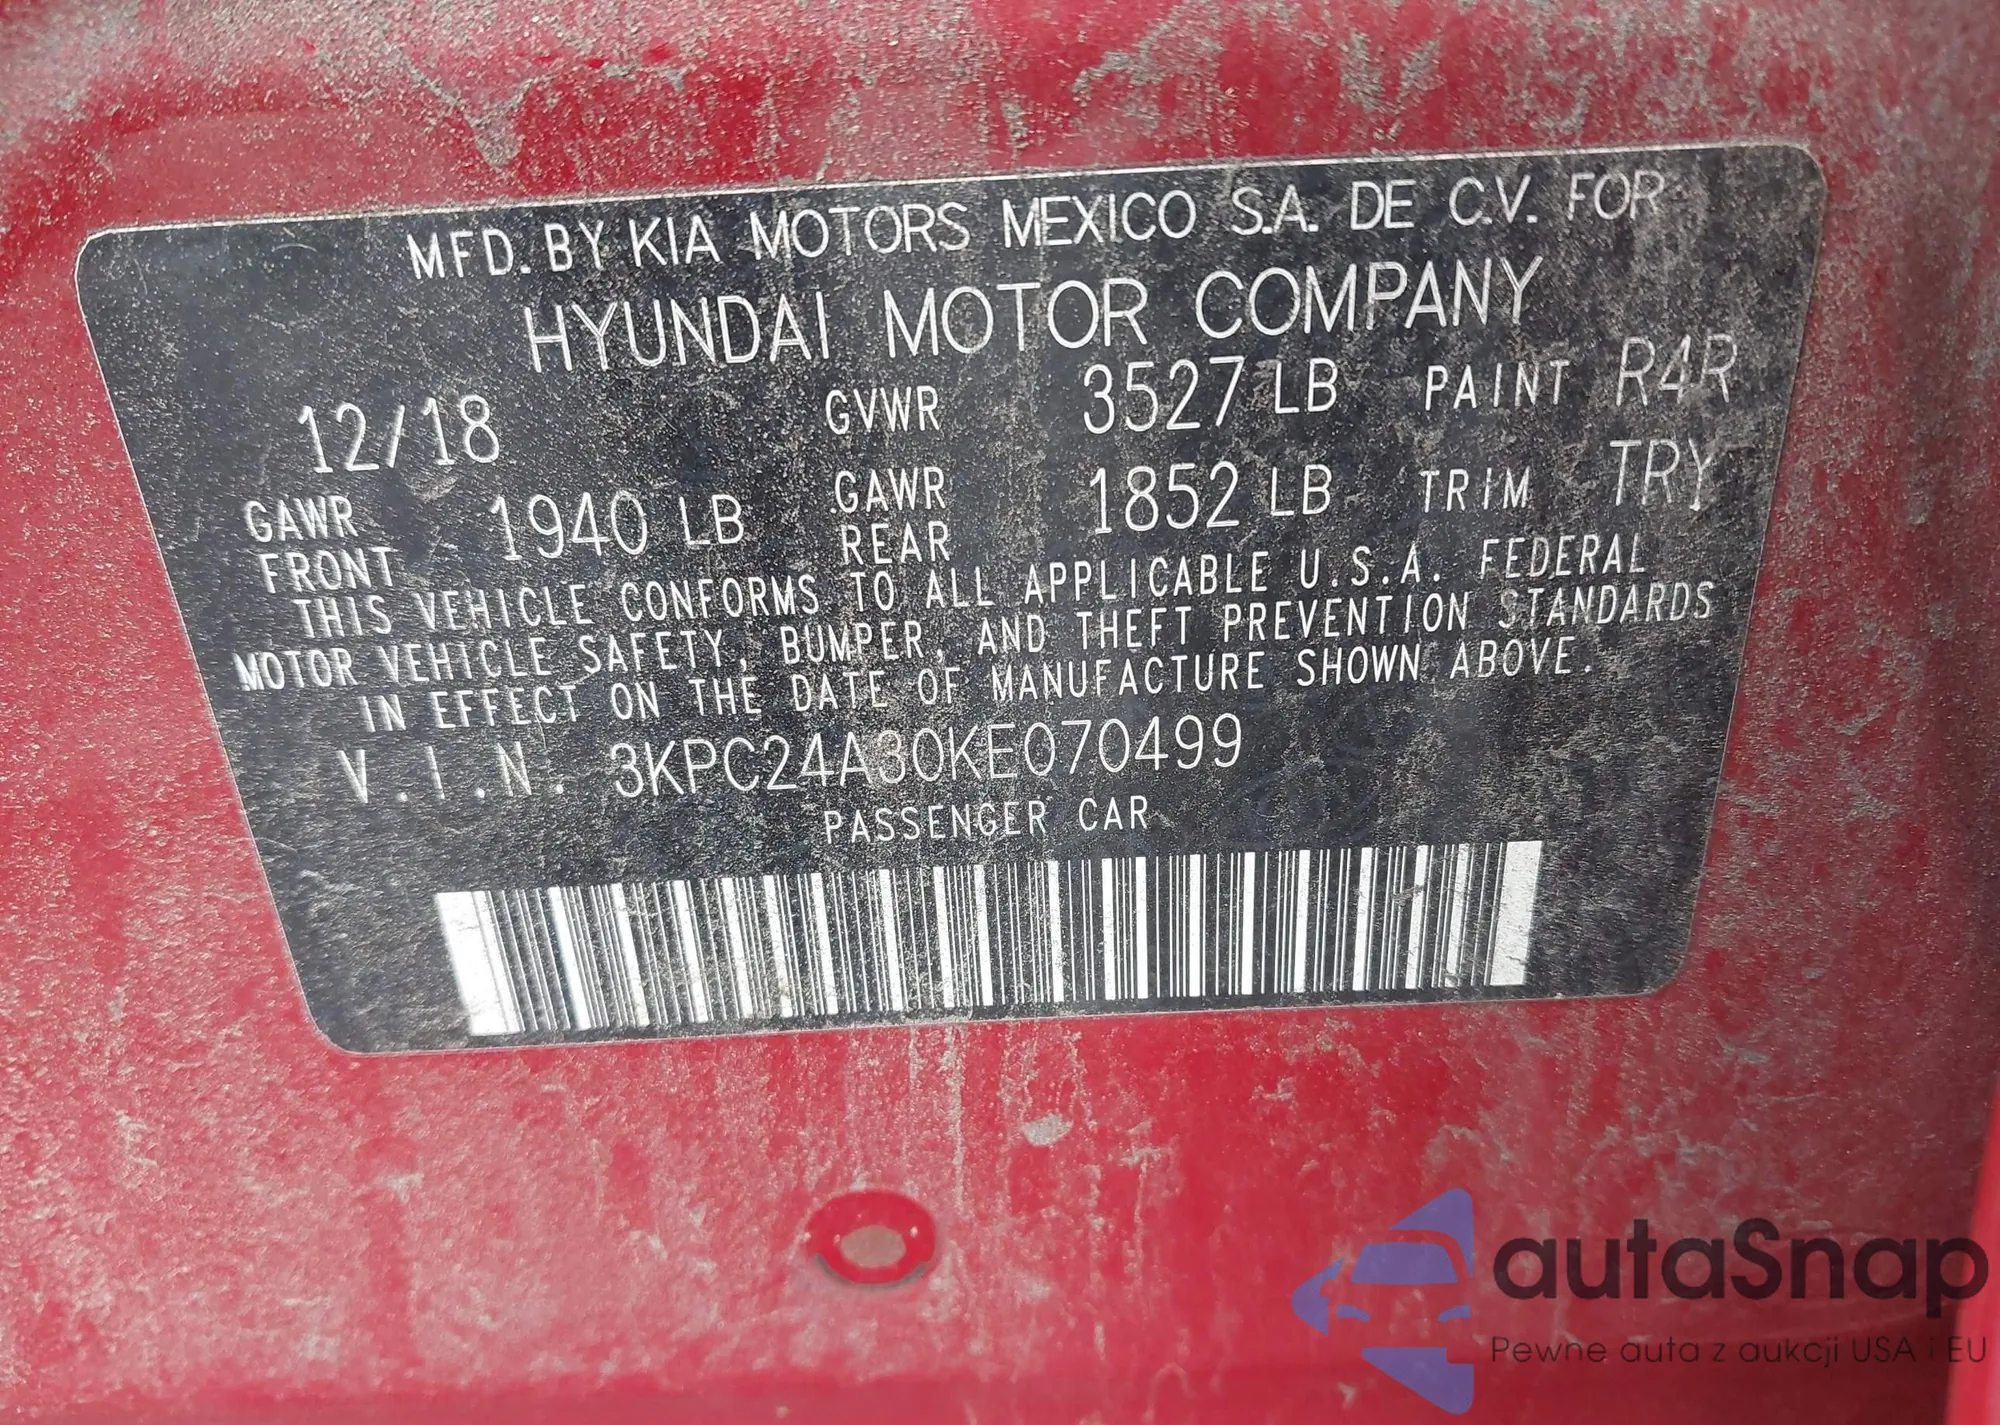 MFD. BY KIA MOTORS MEXICO S.A. DE C.V. FOR
HYUNDAI MOTOR COMPANY
12/18 GVWR 3527 LB PAINT R4R
GAWR FRONT 1940 LB GAWR REAR 1852 LB TRIM TRY
THIS VEHICLE CONFORMS TO ALL APPLICABLE U.S.A. FEDERAL
MOTOR VEHICLE SAFETY, BUMPER, AND THEFT PREVENTION STANDARDS
IN EFFECT ON THE DATE OF MANUFACTURE SHOWN ABOVE.
V.I.N. 3KPC24A30KE070499
PASSENGER CAR
autaSnap
Pewne auta z aukcji USA i EU